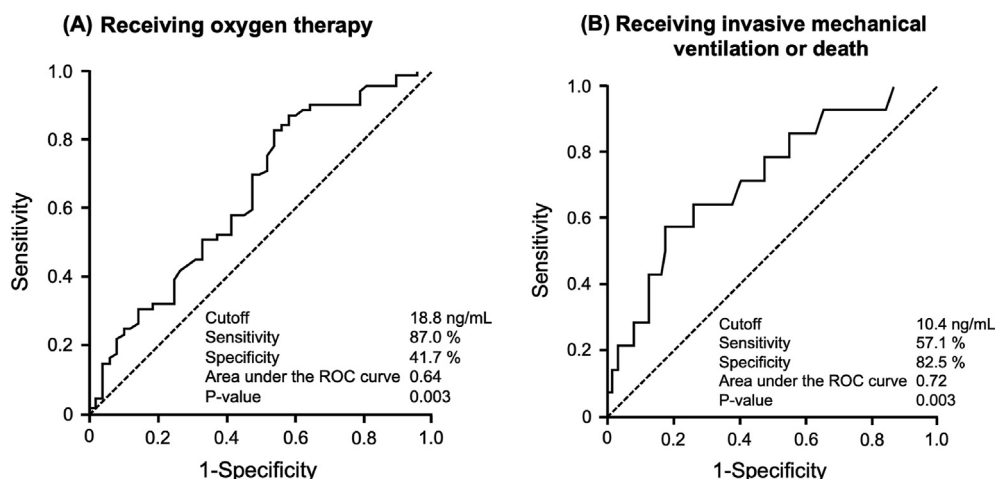 (A) Receiving oxygen therapy
1.0
0.8
0.6
0.4
0.2
0
Sensitivity
0
0.2
0.4
0.6
0.8
1.0
1-Specificity
Cutoff 18.8 ng/mL
Sensitivity 87.0 %
Specificity 41.7 %
Area under the ROC curve 0.64
P-value 0.003
(B) Receiving invasive mechanical
ventilation or death
1.0
0.8
0.6
0.4
0.2
0
Sensitivity
0
0.2
0.4
0.6
0.8
1.0
1-Specificity
Cutoff 10.4 ng/mL
Sensitivity 57.1 %
Specificity 82.5 %
Area under the ROC curve 0.72
P-value 0.003